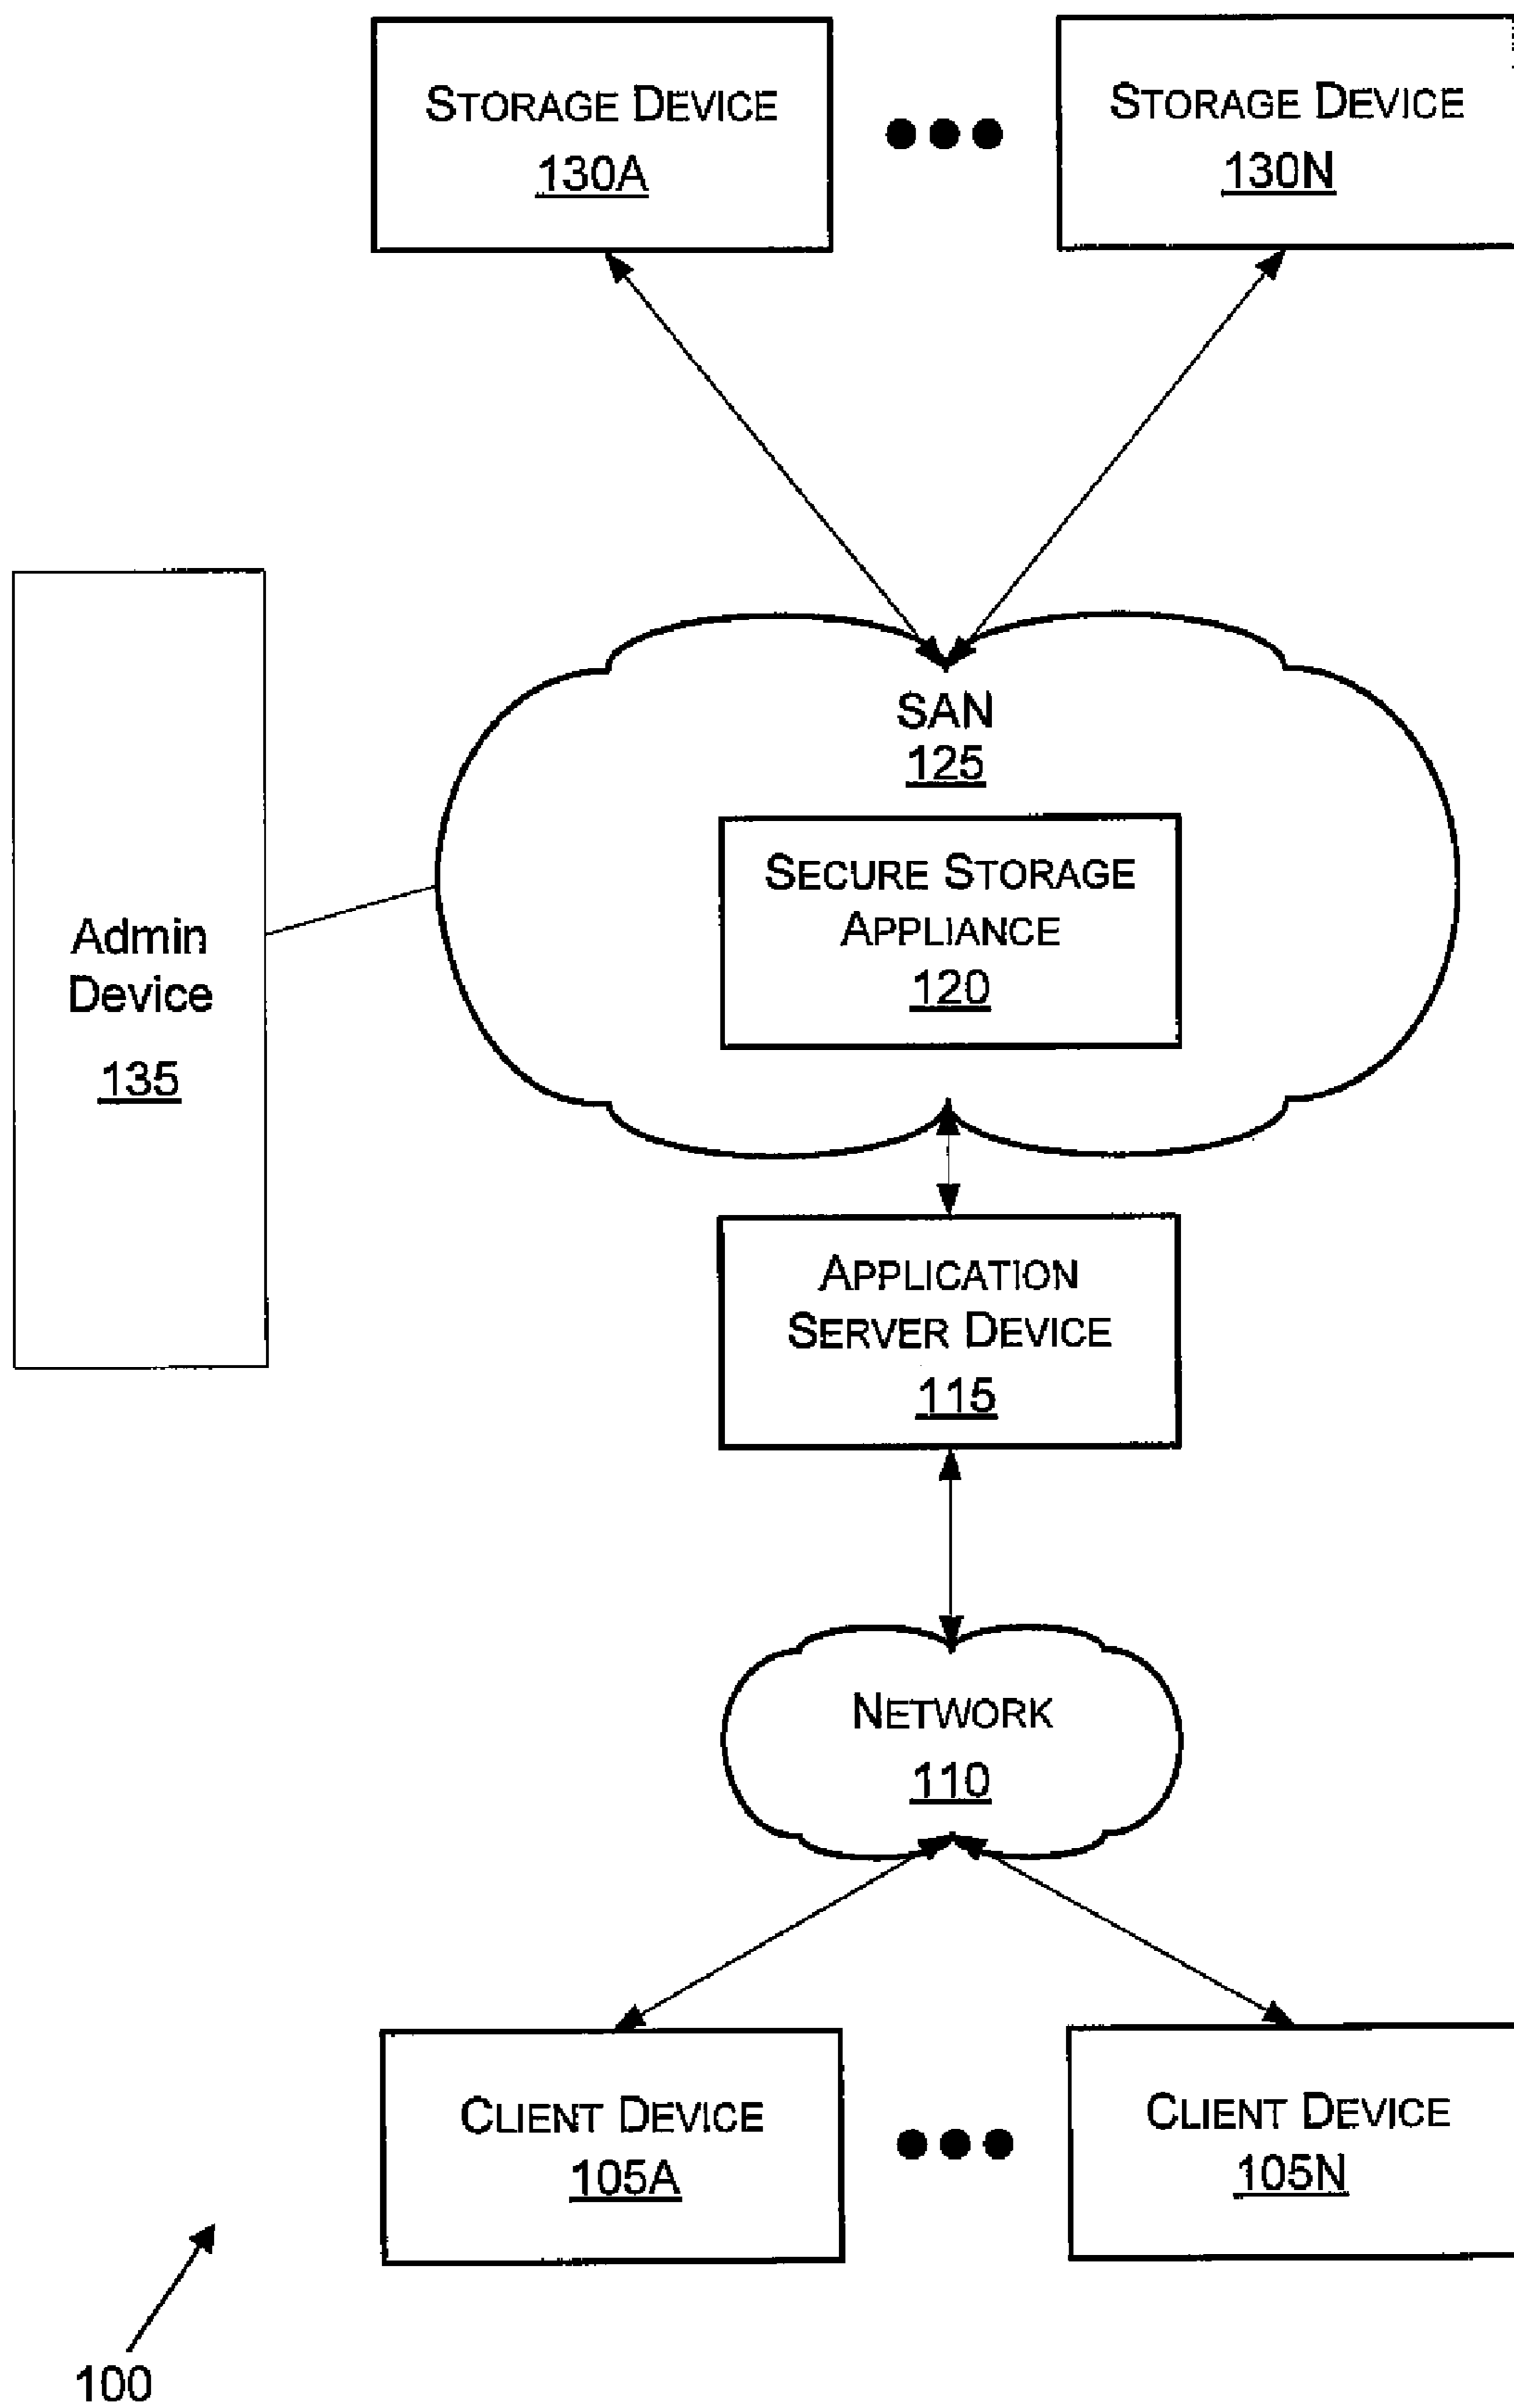 STORAGE DEVICE
130A
STORAGE DEVICE
130N
SAN
125
SECURE STORAGE
APPLIANCE
120
Admin
Device
135
APPLICATION
SERVER DEVICE
115
NETWORK
110
CLIENT DEVICE
105A
CLIENT DEVICE
105N
100